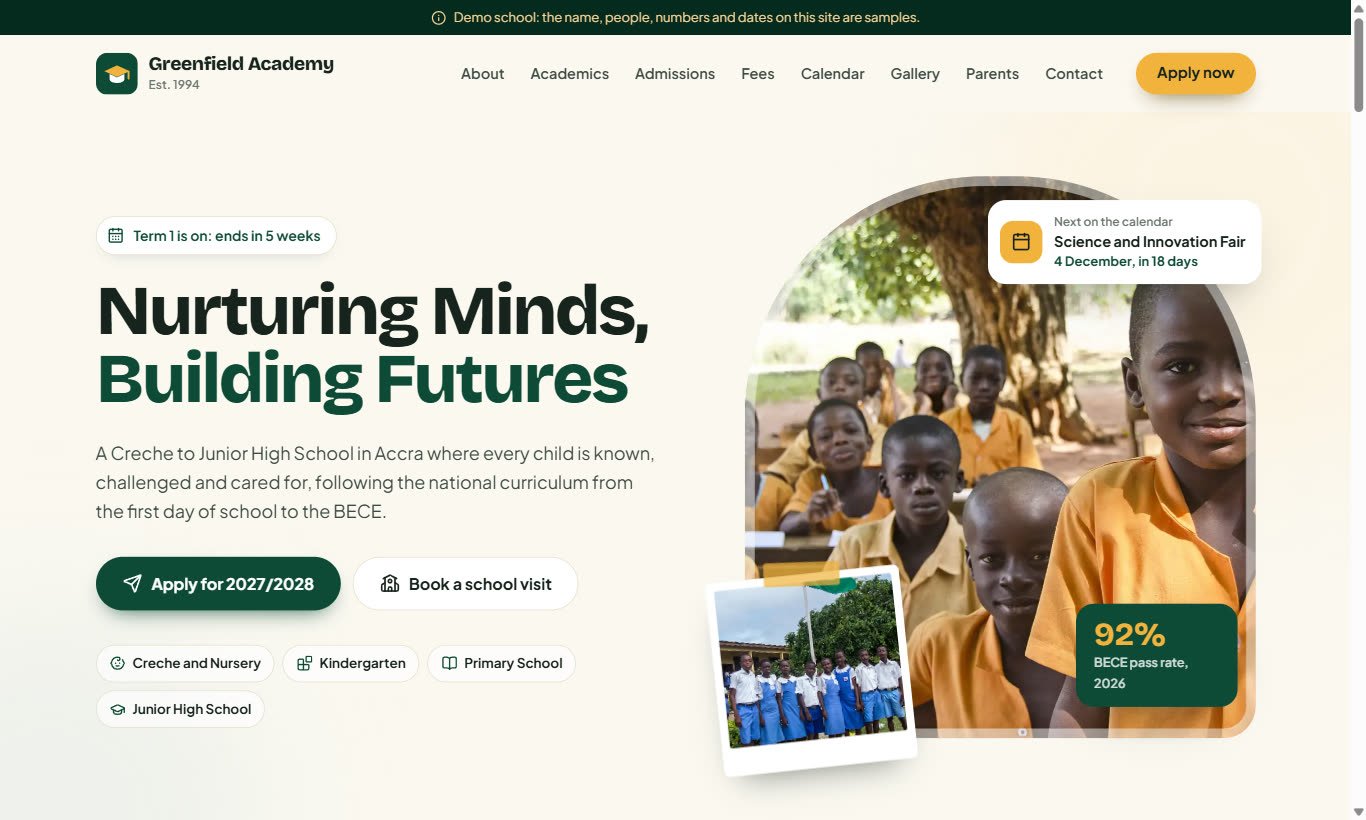 Demo school: the name, people, numbers and dates on this site are samples.
Greenfield Academy
Est. 1994
About
Academics
Admissions
Fees
Calendar
Gallery
Parents
Contact
Apply now
Term 1 is on: ends in 5 weeks
Nurturing Minds,
Building Futures
A Creche to Junior High School in Accra where every child is known,
challenged and cared for, following the national curriculum from
the first day of school to the BECE.
Apply for 2027/2028
Book a school visit
Creche and Nursery
Kindergarten
Primary School
Junior High School
Next on the calendar
Science and Innovation Fair
4 December, in 18 days
92%
BECE pass rate,
2026